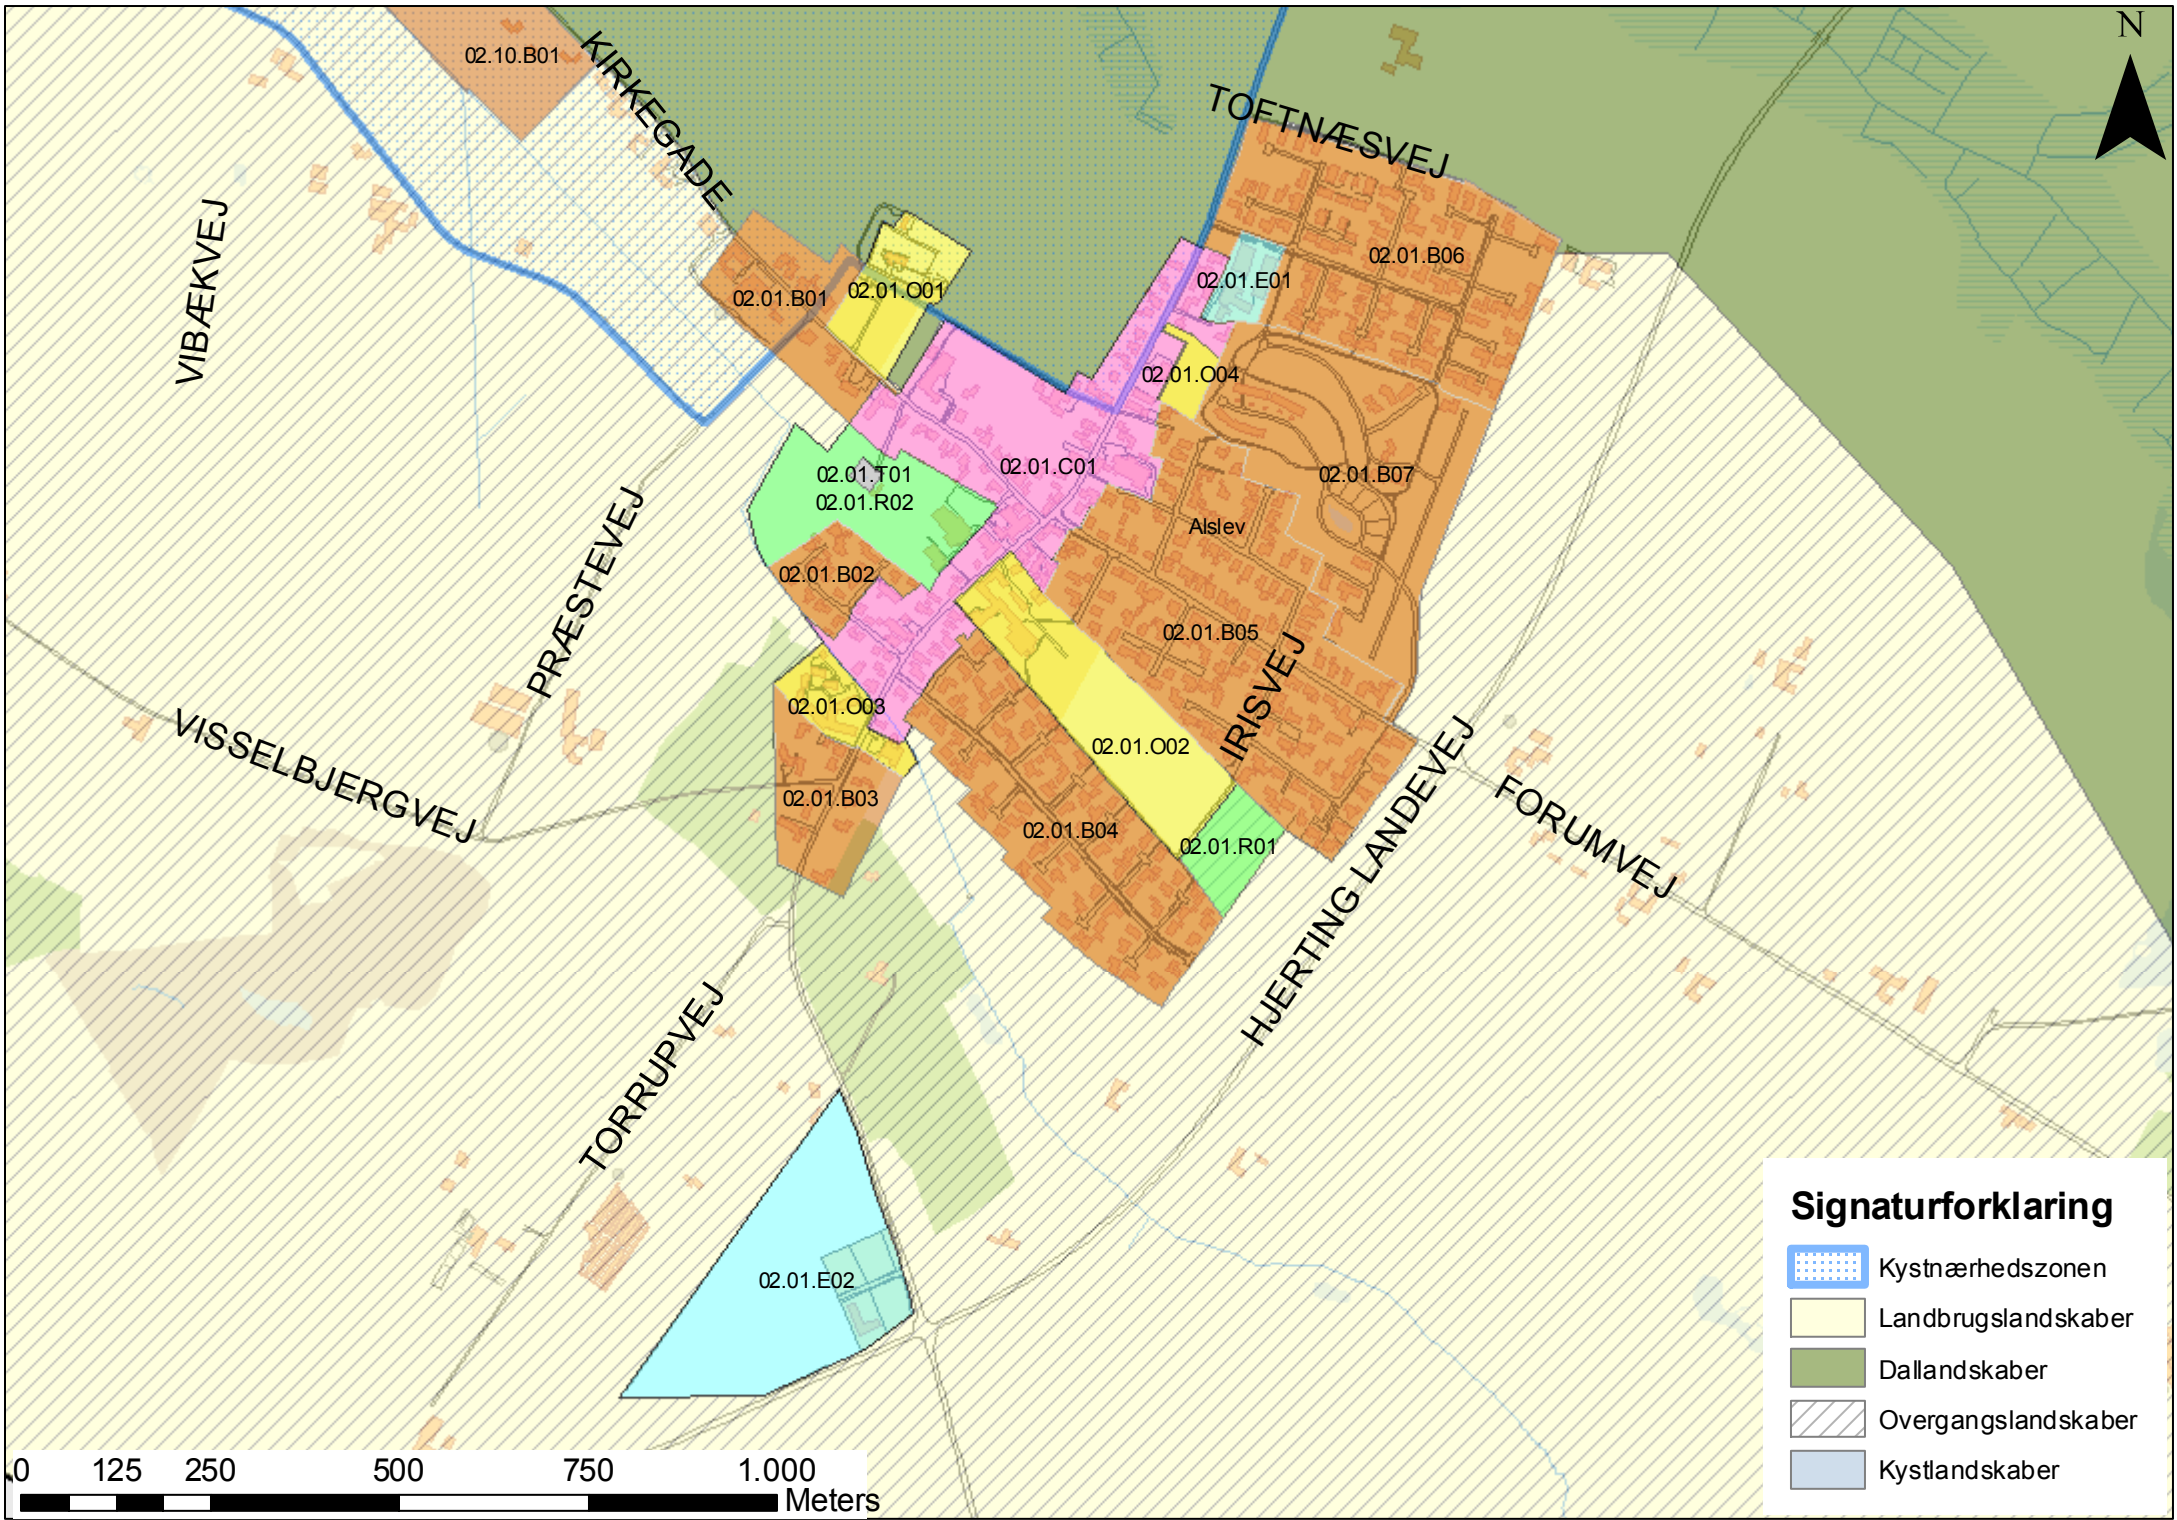 02.10.B01
KIRKEGADE
N
TOFTNÆSVEJ
VIBÆKVEJ
02.01.B01
02.01.O01
02.01.E01
02.01.B06
02.01.O04
02.01.T01
02.01.R02
02.01.C01
02.01.B07
Alslev
PRÆSTEVEJ
02.01.B02
02.01.B05
IRISVEJ
02.01.O03
02.01.O02
VISSELBJERGVEJ
02.01.B03
02.01.B04
02.01.R01
HJERTING LANDEVEJ
FORUMVEJ
TORRUPVEJ
02.01.E02
Signaturforklaring
Kystnærhedszonen
Landbrugslandskaber
Dallandskaber
Overgangslandskaber
Kystlandskaber
0 125 250 500 750 1.000
Meters